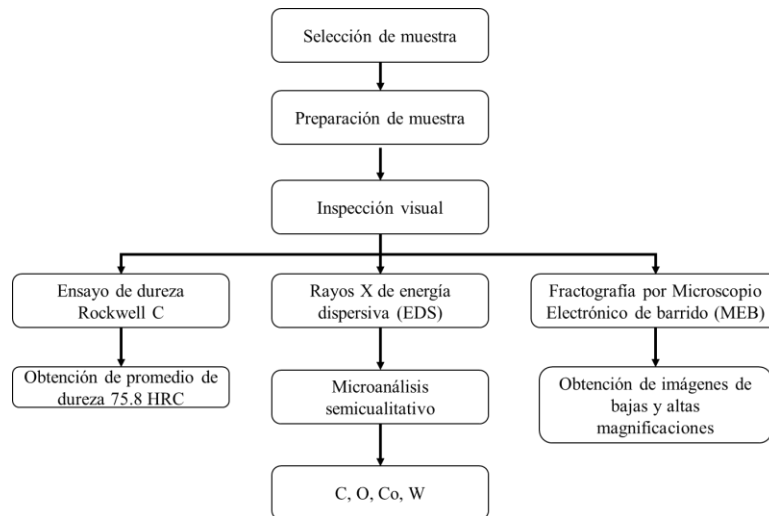 Selección de muestra
Preparación de muestra
Inspección visual
Ensayo de dureza
Rockwell C
Rayos X de energía
dispersiva (EDS)
Fractografía por Microscopio
Electrónico de barrido (MEB)
Obtención de promedio de
dureza 75.8 HRC
Microanálisis
semicualitativo
Obtención de imágenes de
bajas y altas
magnificaciones
C, O, Co, W